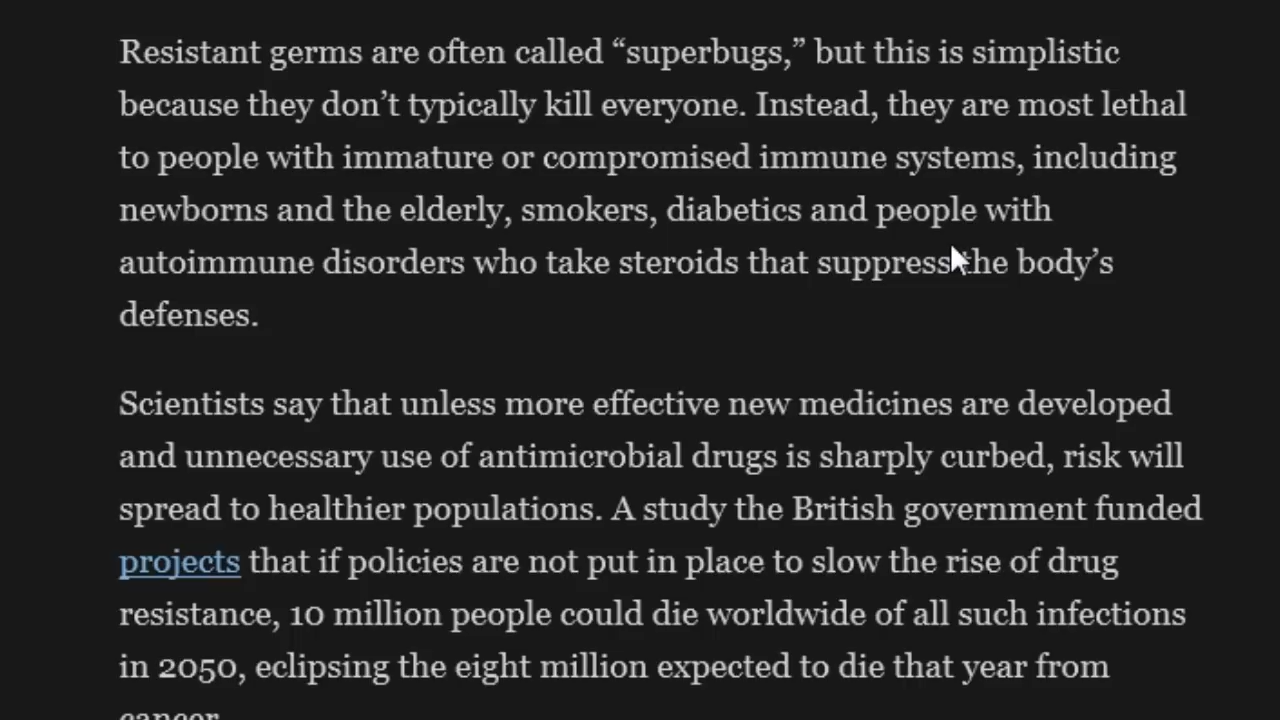 Resistant germs are often called “superbugs,” but this is simplistic
because they don’t typically kill everyone. Instead, they are most lethal
to people with immature or compromised immune systems, including
newborns and the elderly, smokers, diabetics and people with
autoimmune disorders who take steroids that suppress the body’s
defenses.
Scientists say that unless more effective new medicines are developed
and unnecessary use of antimicrobial drugs is sharply curbed, risk will
spread to healthier populations. A study the British government funded
projects that if policies are not put in place to slow the rise of drug
resistance, 10 million people could die worldwide of all such infections
in 2050, eclipsing the eight million expected to die that year from
cancer.